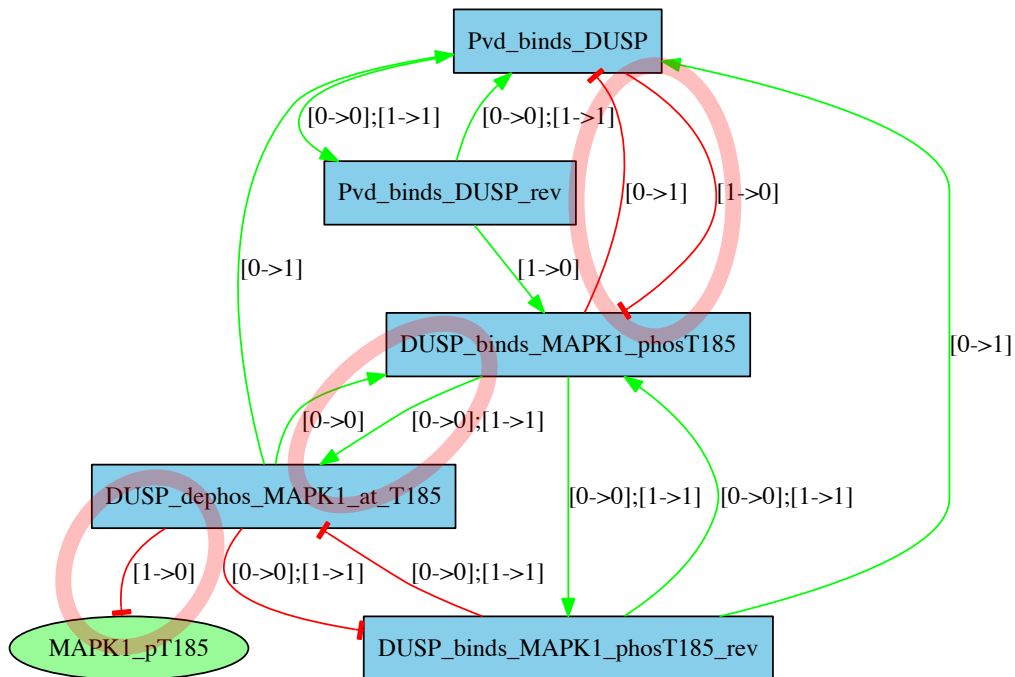 Pvd_binds_DUSP
[0->0];[1->1]
[0->0];[1->1]
Pvd_binds_DUSP_rev
[0->1]
[1->0]
[0->1]
[1->0]
DUSP_binds_MAPK1_phosT185
[0->1]
[0->0]
[0->0];[1->1]
DUSP_dephos_MAPK1_at_T185
[0->0];[1->1]
[0->0];[1->1]
[1->0]
[0->0];[1->1]
[0->0];[1->1]
MAPK1_pT185
DUSP_binds_MAPK1_phosT185_rev